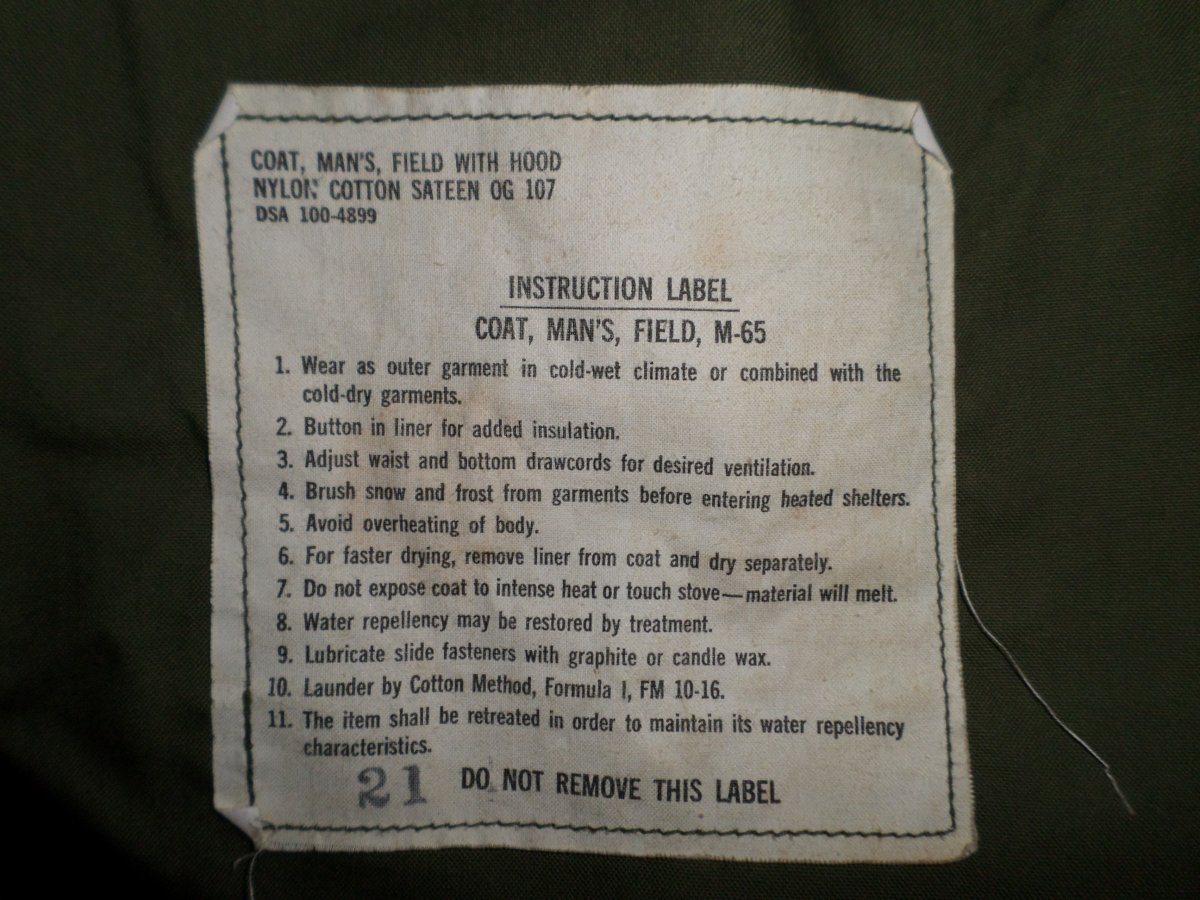 COAT, MAN'S, FIELD WITH HOOD
NYLON COTTON SATEEN OG 107
DSA 100-4899
INSTRUCTION LABEL
COAT, MAN'S, FIELD, M-65
1. Wear as outer garment in cold-wet climate or combined with the
cold-dry garments.
2. Button in liner for added insulation.
3. Adjust waist and bottom drawcords for desired ventilation.
4. Brush snow and frost from garments before entering heated shelters.
5. Avoid overheating of body.
6. For faster drying, remove liner from coat and dry separately.
7. Do not expose coat to intense heat or touch stove—material will melt.
8. Water repellency may be restored by treatment.
9. Lubricate slide fasteners with graphite or candle wax.
10. Launder by Cotton Method, Formula I, FM 10-16.
11. The item shall be retreated in order to maintain its water repellency
characteristics.
21 DO NOT REMOVE THIS LABEL